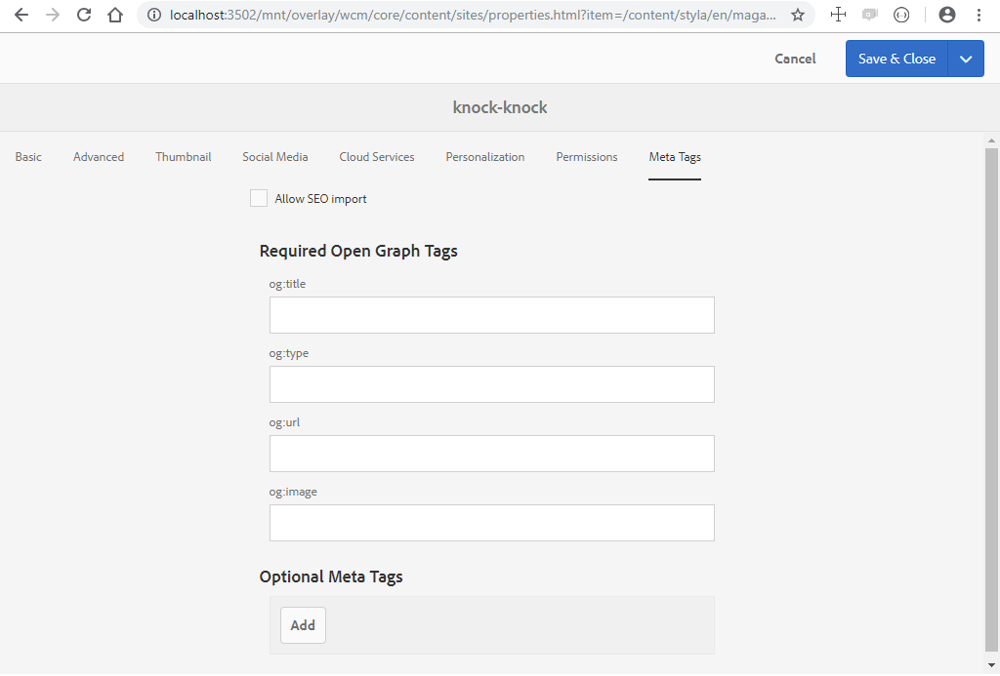 localhost:3502/mnt/overlay/wcm/core/content/sites/properties.html?item=/content/styla/en/maga...
Cancel
Save & Close
knock-knock
Basic Advanced Thumbnail Social Media Cloud Services Personalization Permissions Meta Tags
Allow SEO import
Required Open Graph Tags
og:title
og:type
og:url
og:image
Optional Meta Tags
Add